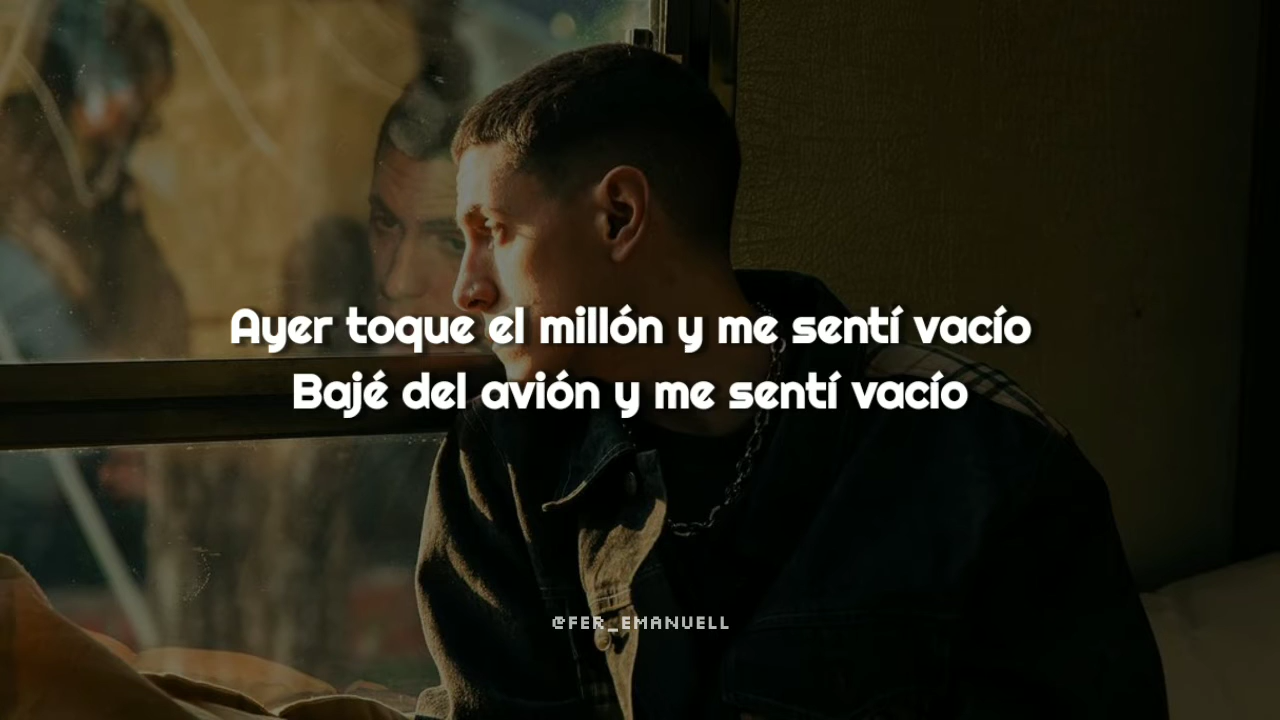 Ayer toque el millón y me sentí vacío
Bajé del avión y me sentí vacío
@FER_EMANUELL